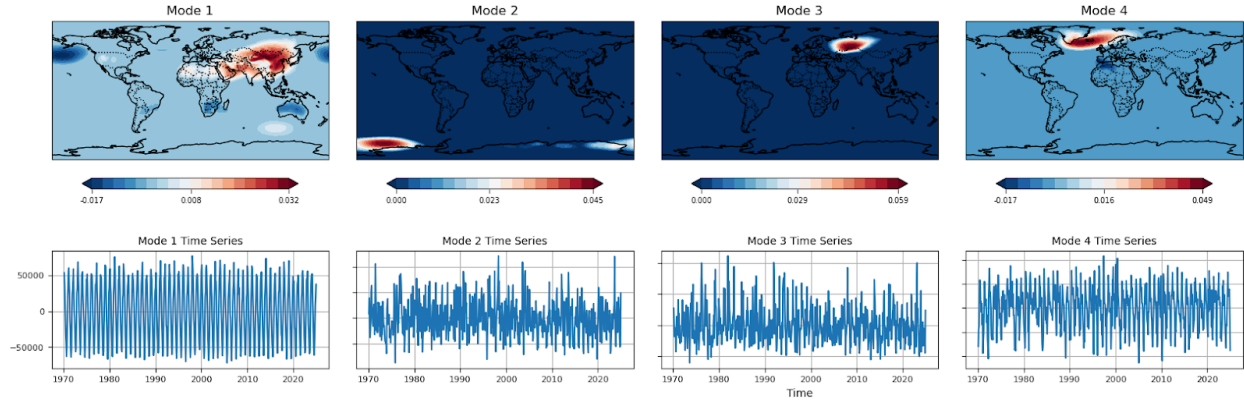 Mode 1 Mode 2 Mode 3 Mode 4
-0.017 0.008 0.032 0.000 0.023 0.045 0.000 0.029 0.059 -0.017 0.016 0.049
Mode 1 Time Series Mode 2 Time Series Mode 3 Time Series Mode 4 Time Series
50000
0
-50000
1970 1980 1990 2000 2010 2020 1970 1980 1990 2000 2010 2020 1970 1980 1990 2000 2010 2020 1970 1980 1990 2000 2010 2020
Time